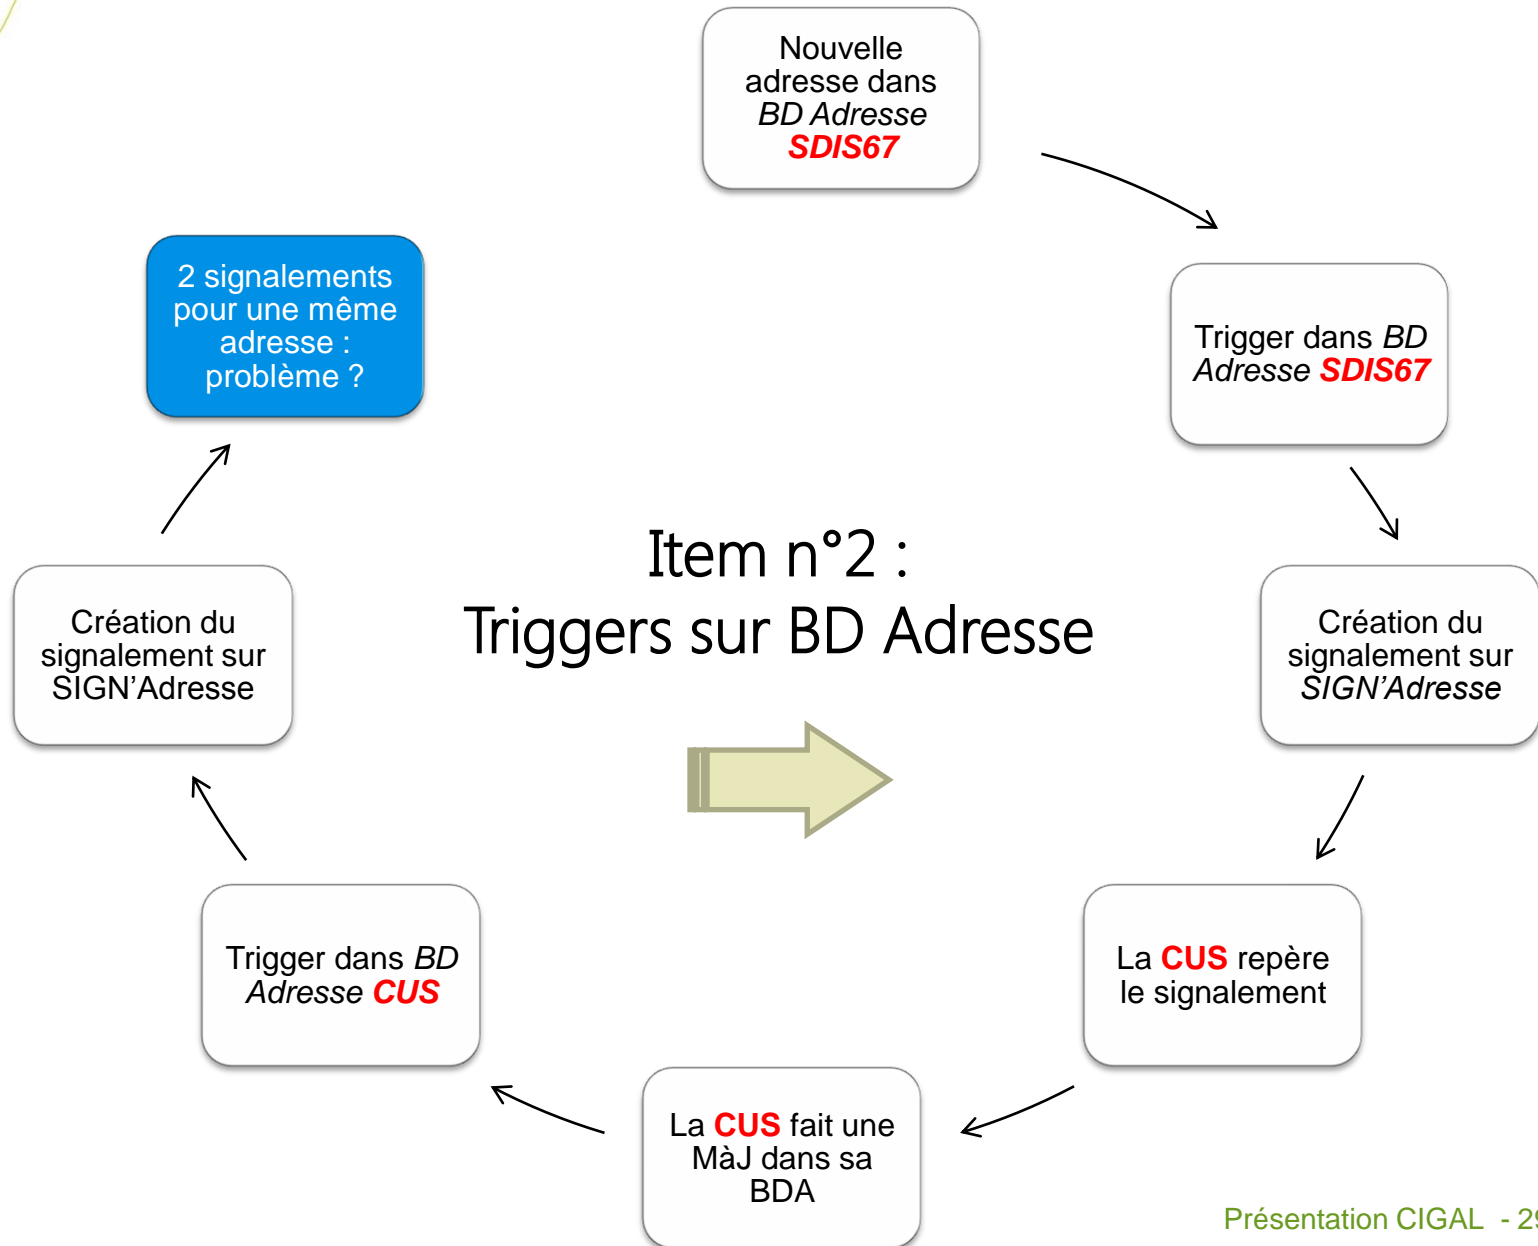 Nouvelle
adresse dans
BD Adresse
SDIS67
Trigger dans BD
Adresse SDIS67
Création du
signalement sur
SIGN’Adresse
La CUS repère
le signalement
La CUS fait une
MàJ dans sa
BDA
Trigger dans BD
Adresse CUS
Création du
signalement sur
SIGN’Adresse
2 signalements
pour une même
adresse :
problème ?
Item n°2 :
Triggers sur BD Adresse
Présentation CIGAL - 29